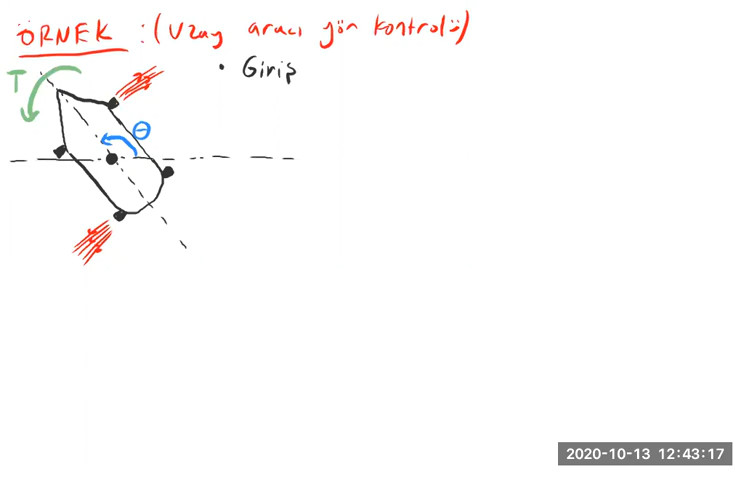 ÖRNEK : (Uzay aracı yön kontrolü)
• Giriş
T
θ
2020-10-13 12:43:17